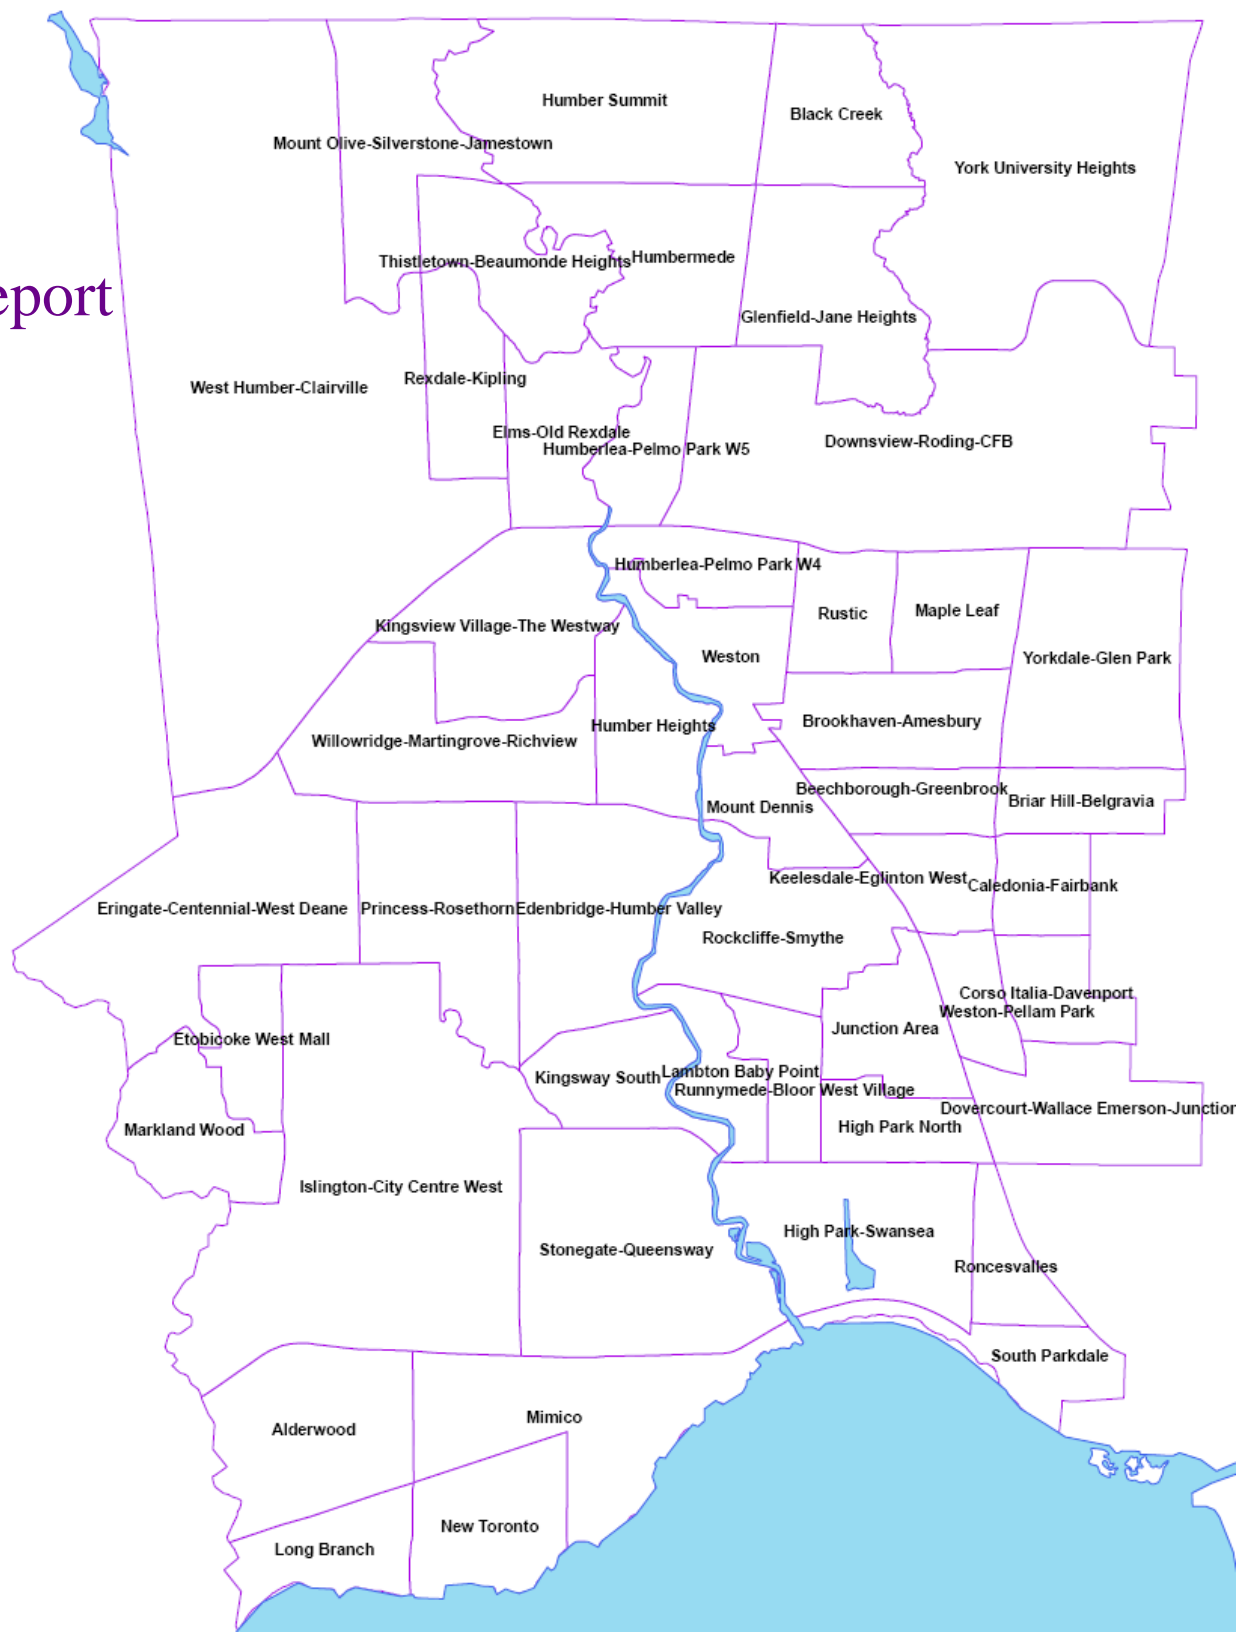 Humber Summit
Black Creek
Mount Olive-Silverstone-Jamestown
York University Heights
Thistletown-Beaumonde Heights
Humbermede
eport
Glenfield-Jane Heights
West Humber-Clairville
Rexdale-Kipling
Elms-Old Rexdale
Humberlea-Pelmo Park W5
Downsview-Roding-CFB
Humberlea-Pelmo Park W4
Rustic
Maple Leaf
Kingsview Village-The Westway
Weston
Yorkdale-Glen Park
Humber Heights
Brookhaven-Amesbury
Willowridge-Martingrove-Richview
Beechborough-Greenbrook
Briar Hill-Belgravia
Mount Dennis
Keelesdale-Eglinton West
Caledonia-Fairbank
Eringate-Centennial-West Deane
Princess-Rosethorn
Edenbridge-Humber Valley
Rockcliffe-Smythe
Corso Italia-Davenport
Weston-Pellam Park
Junction Area
Etobicoke West Mall
Kingsway South
Lambton Baby Point
Runnymede-Bloor West Village
Dovercourt-Wallace Emerson-Junction
High Park North
Markland Wood
Islington-City Centre West
High Park-Swansea
Stonegate-Queensway
Roncesvalles
South Parkdale
Mimico
Alderwood
New Toronto
Long Branch